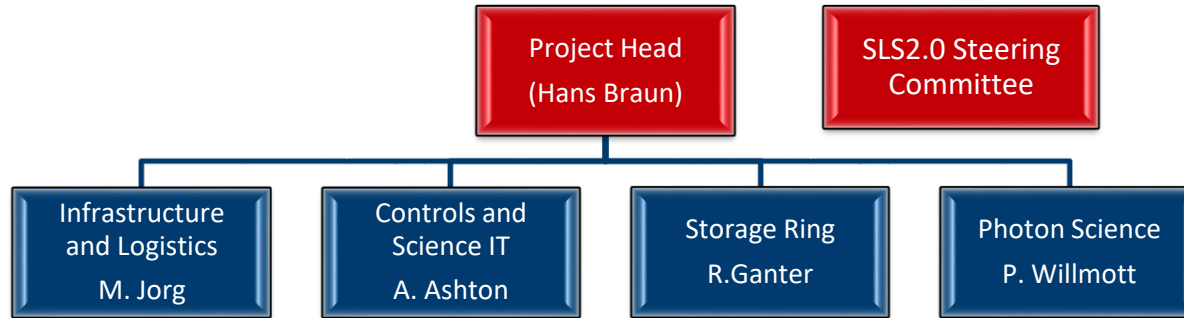 Project Head
(Hans Braun)
SLS2.0 Steering
Committee
Infrastructure
and Logistics
M. Jorg
Controls and
Science IT
A. Ashton
Storage Ring
R.Ganter
Photon Science
P. Willmott